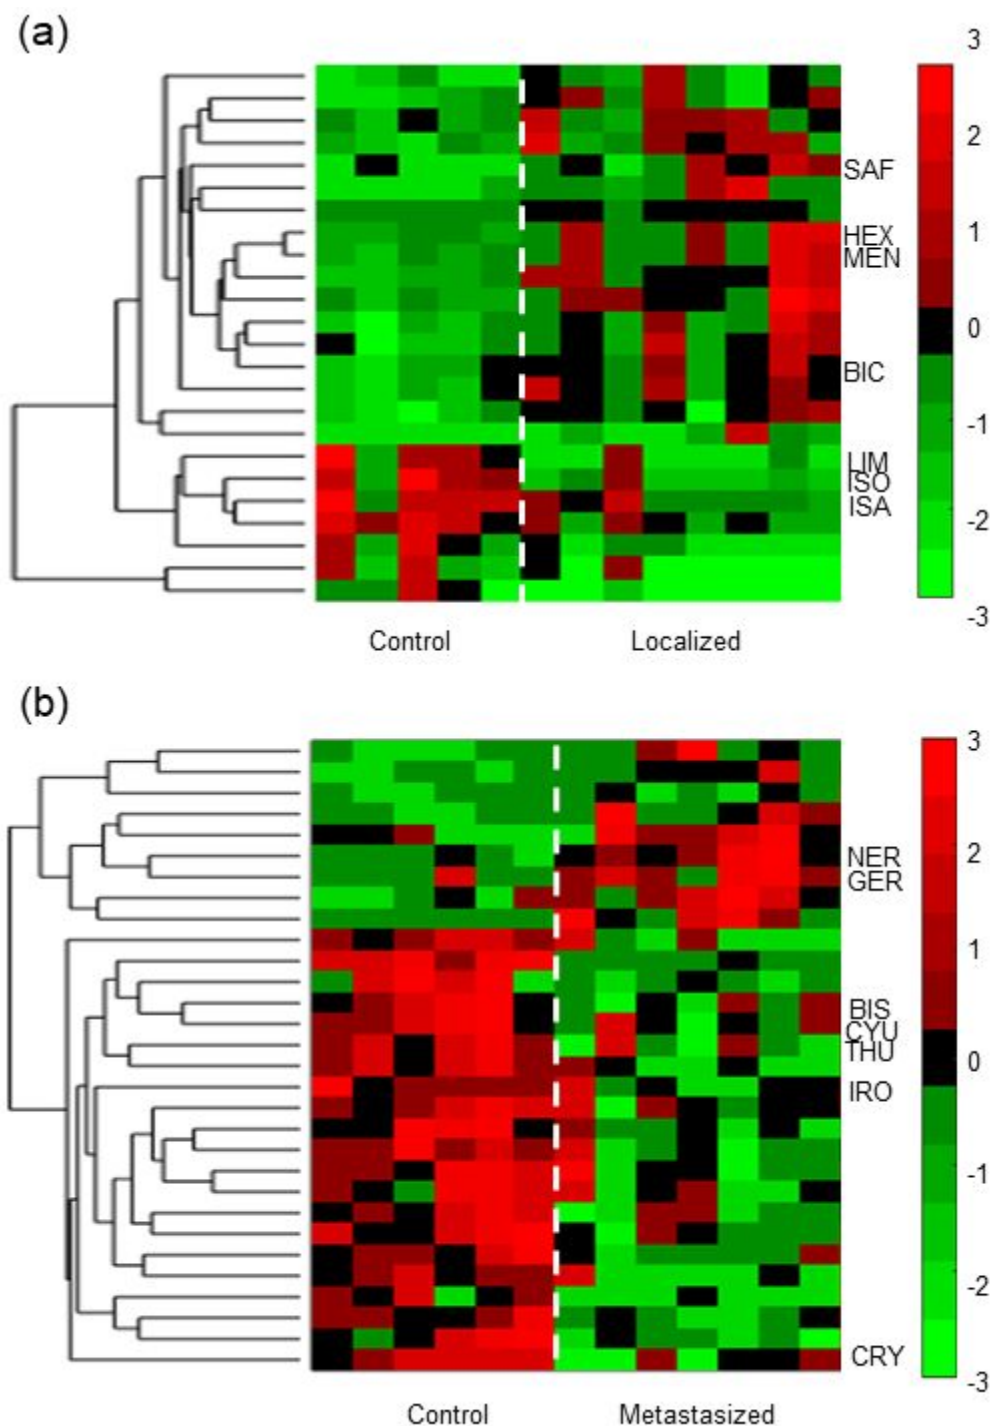 (a)
3
2
1
0
-1
-2
-3
SAF
HEX
MEN
BIC
LIM
ISO
ISA
Control Localized
(b)
3
2
1
0
-1
-2
-3
NER
GER
BIS
CYU
THU
IRO
CRY
Control Metastasized